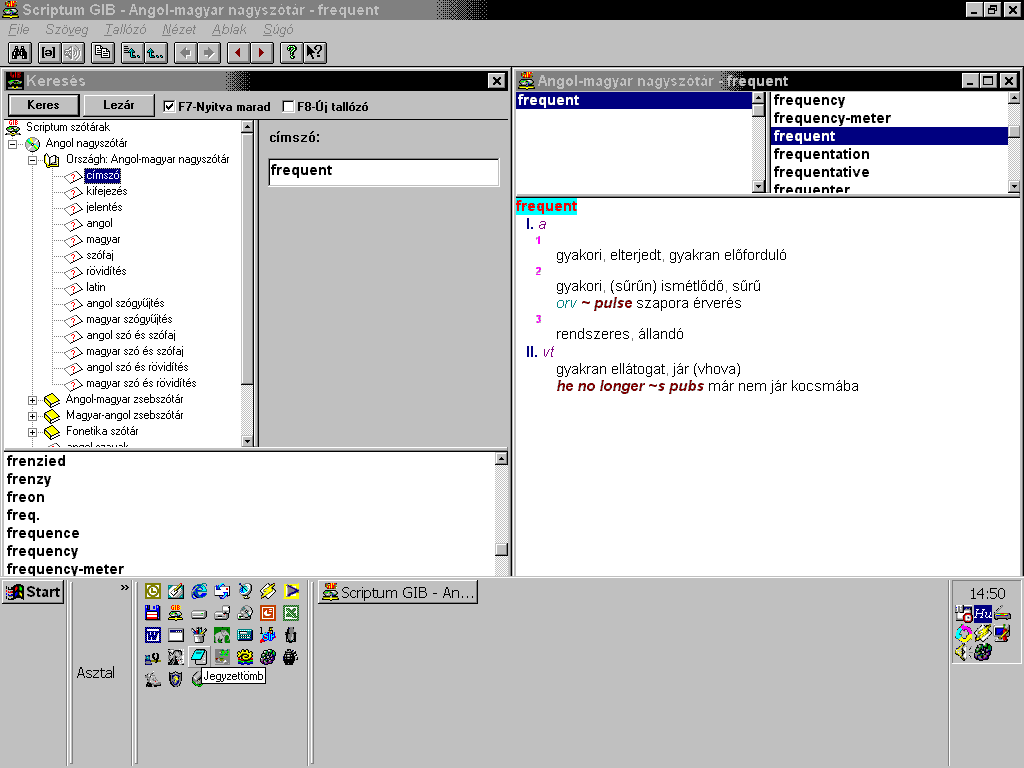 Scriptum GIB - Angol-magyar nagyszótár - frequent
File Szöveg Tallózó Nézet Ablak Súgó
Keresés
Keres Lezár F7-Nyitva marad F8-Új tallózó
Scriptum szótárak
Angol nagyszótár
Országh: Angol-magyar nagyszótár
címszó
kifejezés
jelentés
angol
magyar
szófaj
rövidítés
latin
angol szógyűjtés
magyar szógyűjtés
angol szó és szófaj
magyar szó és szófaj
angol szó és rövidítés
magyar szó és rövidítés
Angol-magyar zsebszótár
Magyar-angol zsebszótár
Fonetika szótár
címszó:
frequent
frenzied
frenzy
freon
freq.
frequence
frequency
frequency-meter
Angol-magyar nagyszótár - frequent
frequent
frequency
frequency-meter
frequent
frequentation
frequentative
frequenter
frequent
I. a
1
gyakori, elterjedt, gyakran előforduló
2
gyakori, (sűrűn) ismétlődő, sűrű
orv ~ pulse szapora érverés
3
rendszeres, állandó
II. vt
gyakran ellátogat, jár (vhova)
he no longer ~s pubs már nem jár kocsmába
Start
»
Asztal
Jegyzettömb
Scriptum GIB - An...
14:50
Hu